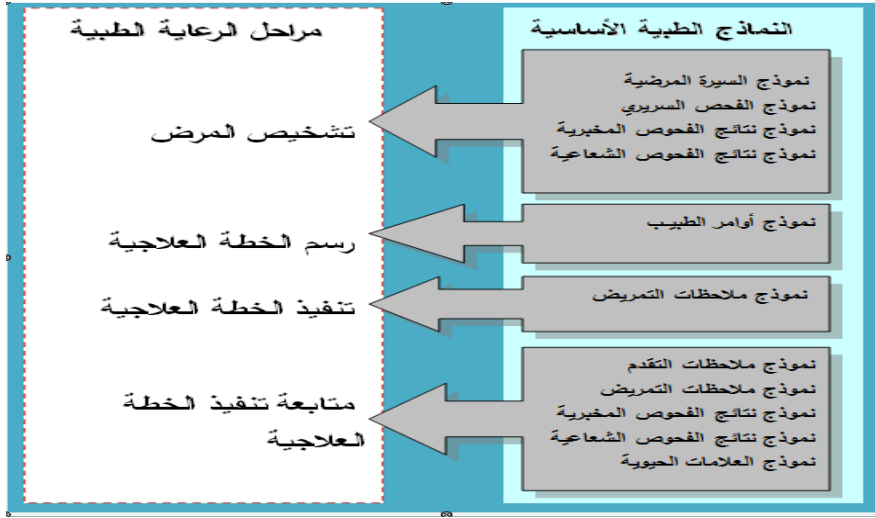 النماذج الطبية الأساسية
نموذج السيرة المرضية
نموذج الفحص السريري
نموذج نتائج الفحوص المخبرية
نموذج نتائج الفحوص الشعاعية
نموذج أوامر الطبيب
نموذج ملاحظات التمريض
نموذج ملاحظات التقدم
نموذج ملاحظات التمريض
نموذج نتائج الفحوص المخبرية
نموذج نتائج الفحوص الشعاعية
نموذج العلامات الحيوية
مراحل الرعاية الطبية
تشخيص المرض
رسم الخطة العلاجية
تنفيذ الخطة العلاجية
متابعة تنفيذ الخطة
العلاجية